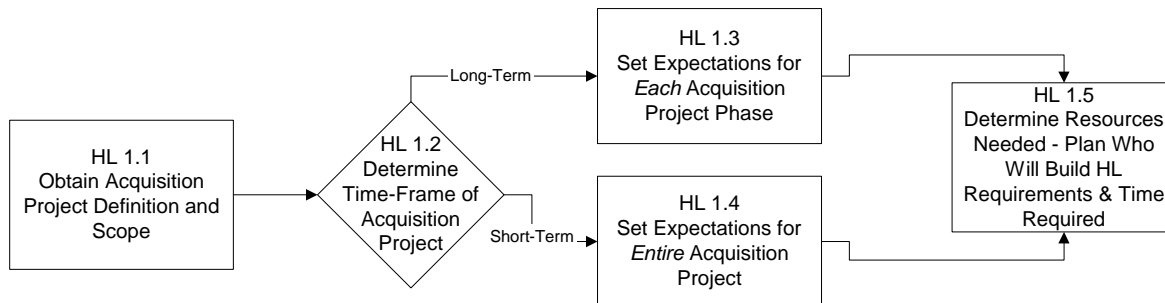 HL 1.1
Obtain Acquisition
Project Definition and
Scope
HL 1.2
Determine
Time-Frame of
Acquisition
Project
Long-Term
Short-Term
HL 1.3
Set Expectations for
Each Acquisition
Project Phase
HL 1.4
Set Expectations for
Entire Acquisition
Project
HL 1.5
Determine Resources
Needed - Plan Who
Will Build HL
Requirements & Time
Required